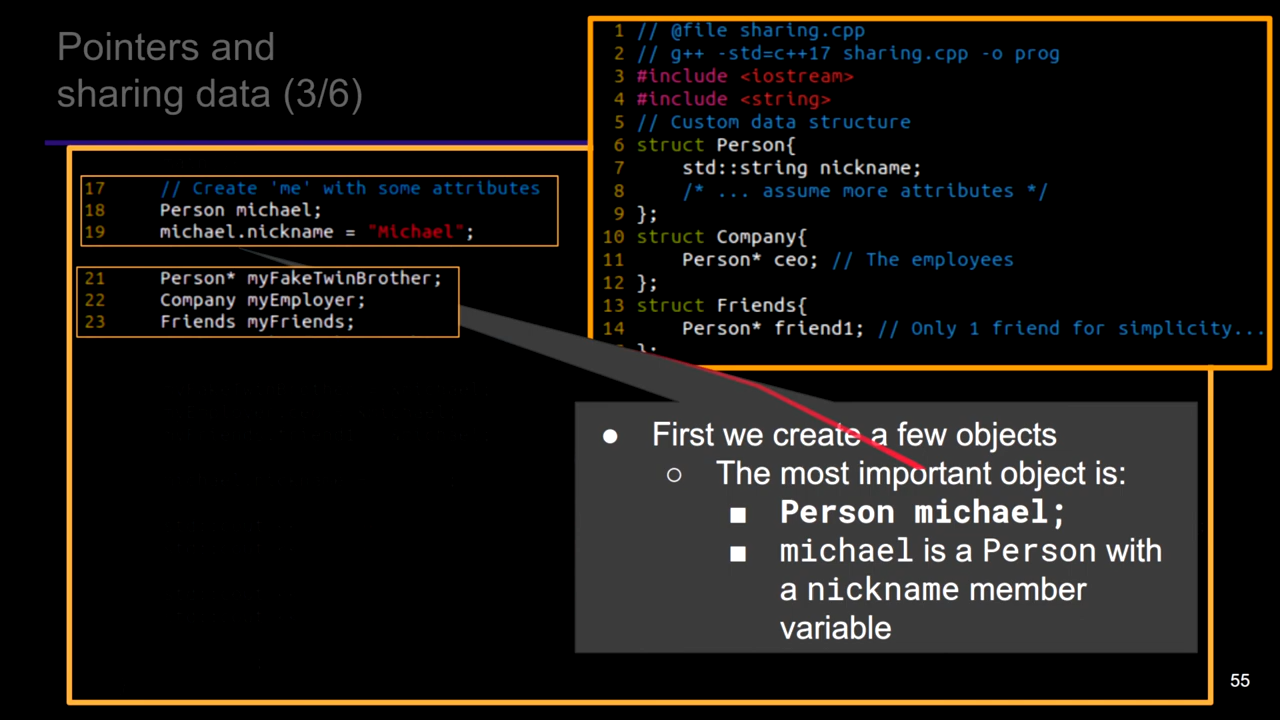 Pointers and
sharing data (3/6)
1 // @file sharing.cpp
2 // g++ -std=c++17 sharing.cpp -o prog
3 #include <iostream>
4 #include <string>
5 // Custom data structure
6 struct Person{
7     std::string nickname;
8     /* ... assume more attributes */
9 };
10 struct Company{
11     Person* ceo; // The employees
12 };
13 struct Friends{
14     Person* friend1; // Only 1 friend for simplicity...
};
17     // Create 'me' with some attributes
18     Person michael;
19     michael.nickname = "Michael";
21     Person* myFakeTwinBrother;
22     Company myEmployer;
23     Friends myFriends;
● First we create a few objects
○ The most important object is:
■ Person michael;
■ michael is a Person with
a nickname member
variable
55